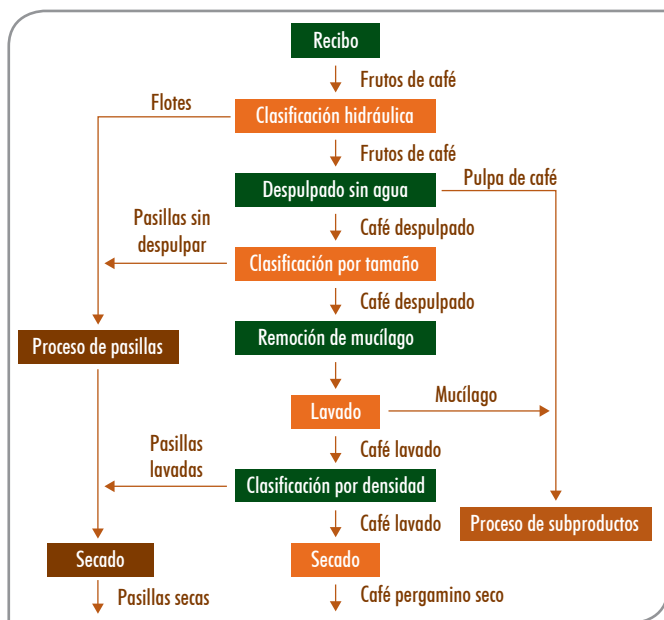 Recibo
Frutos de café
Flotes
Clasificación hidráulica
Frutos de café
Pulpa de café
Despulpado sin agua
Pasillas sin
despulpar
Café despulpado
Clasificación por tamaño
Café despulpado
Proceso de pasillas
Remoción de mucílago
Mucílago
Lavado
Pasillas
lavadas
Café lavado
Clasificación por densidad
Café lavado
Proceso de subproductos
Secado
Secado
Pasillas secas
Café pergamino seco